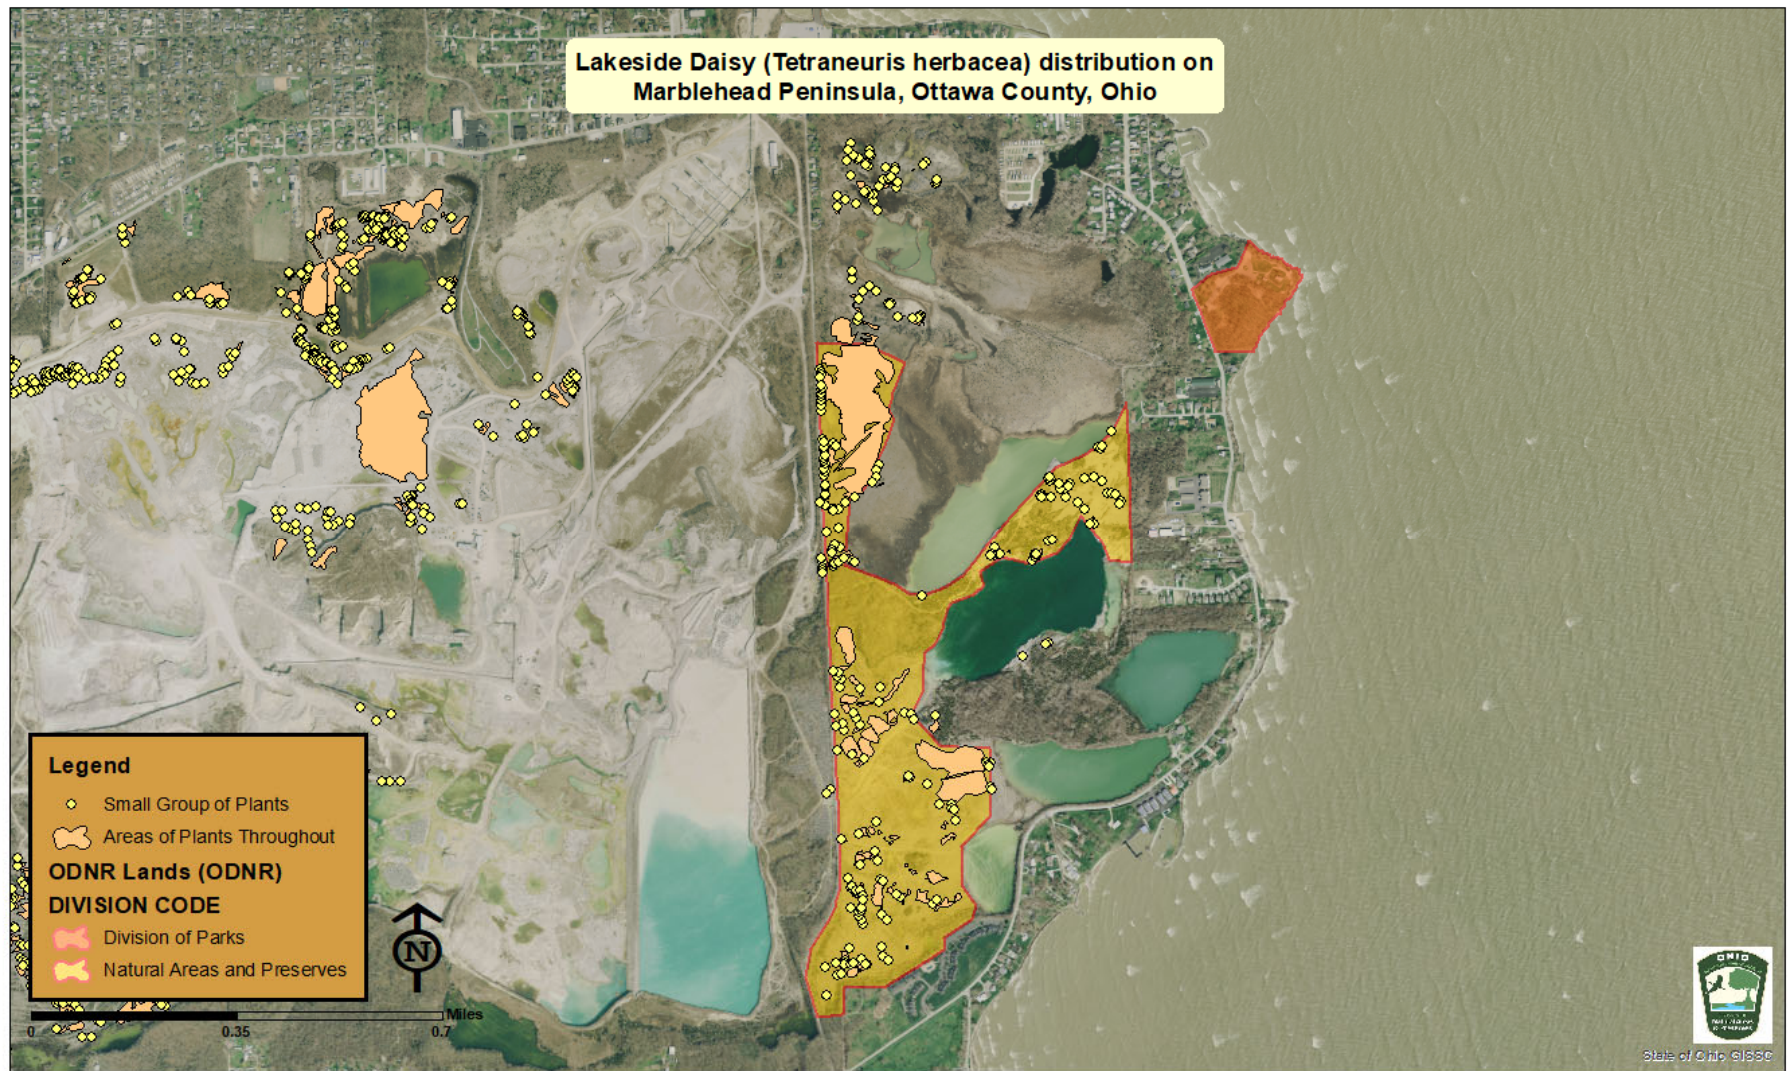 Lakeside Daisy (Tetraneuris herbacea) distribution on
Marblehead Peninsula, Ottawa County, Ohio
Legend
Small Group of Plants
Areas of Plants Throughout
ODNR Lands (ODNR)
DIVISION CODE
Division of Parks
Natural Areas and Preserves
N
Miles
0 0.35 0.7
OHIO
State of Ohio GISSC